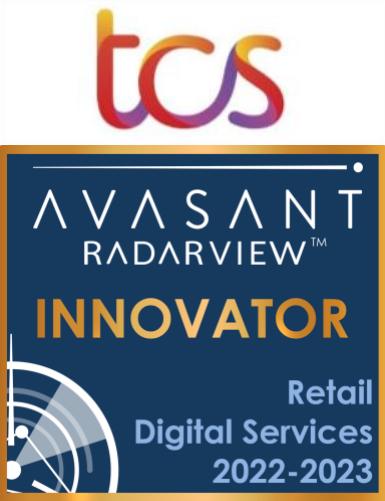 tcs
AVASANT
RADARVIEW™
INNOVATOR
Retail
Digital Services
2022-2023